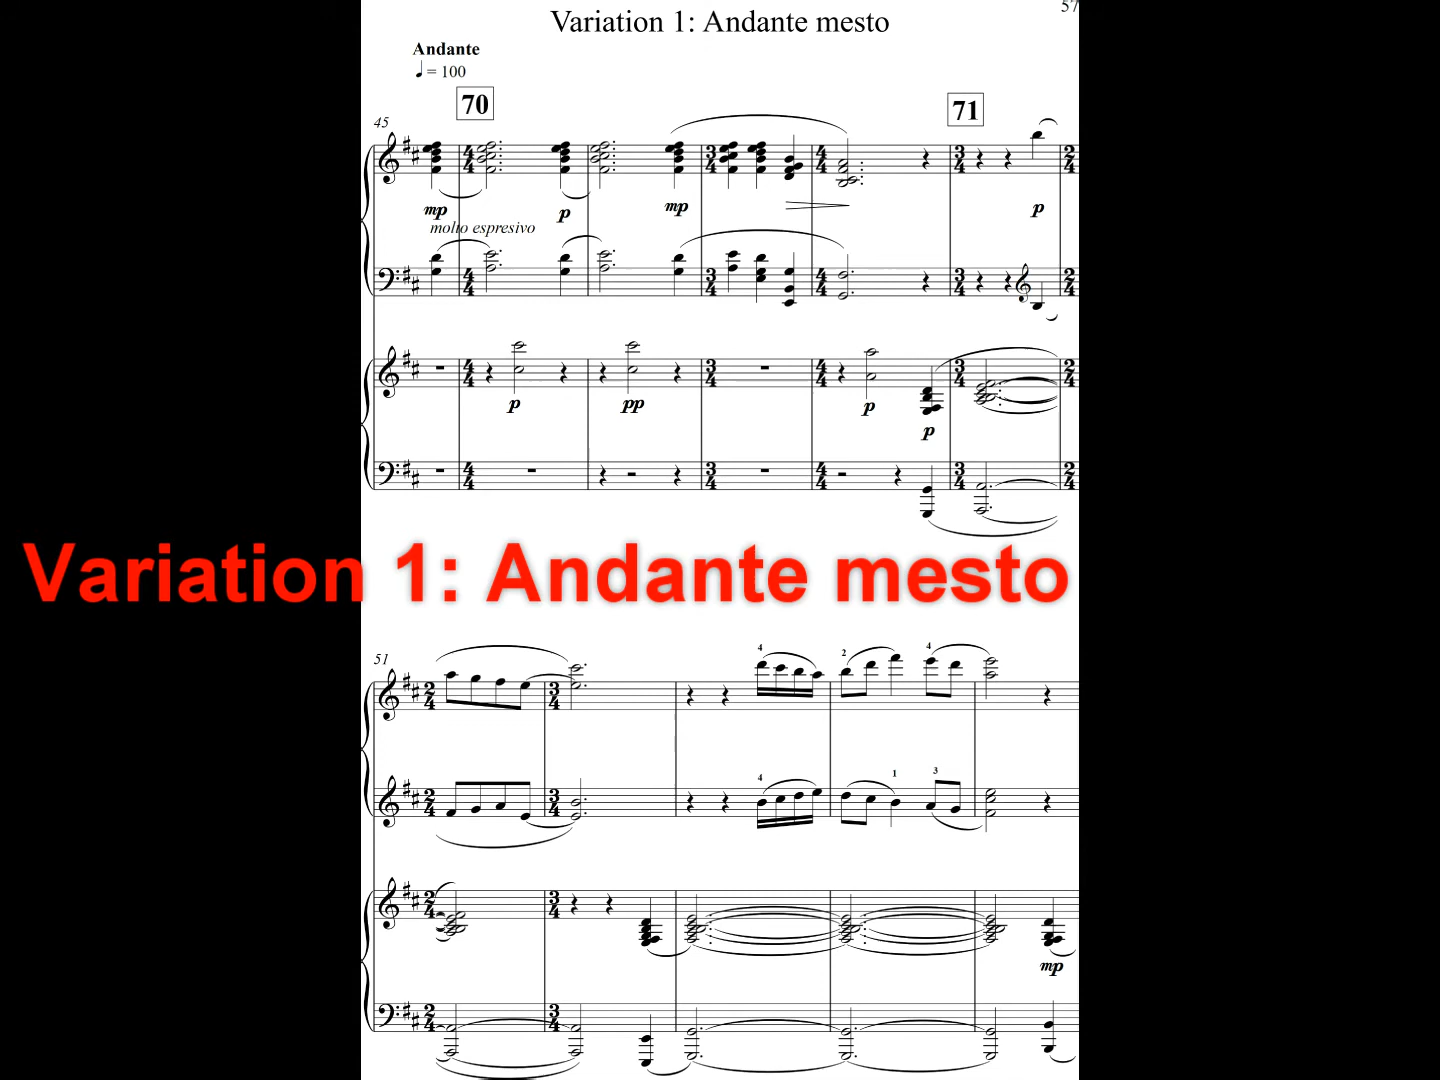 57
Variation 1: Andante mesto
Andante
♩ = 100
70
71
45
mp
p
mp
p
molto espresivo
p
pp
p
p
Variation 1: Andante mesto
51
4
2
4
4
1
3
mp